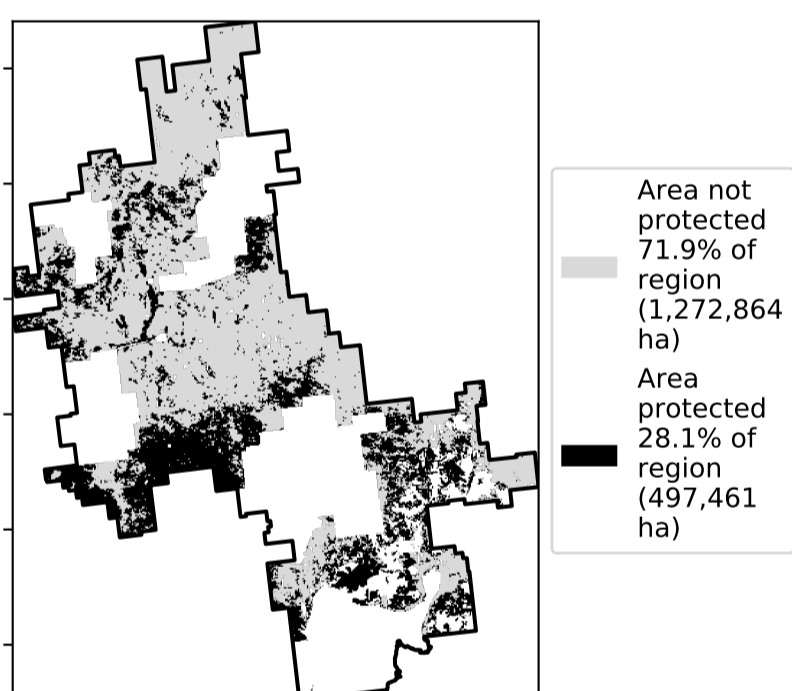 Area not
protected
71.9% of
region
(1,272,864
ha)
Area
protected
28.1% of
region
(497,461
ha)